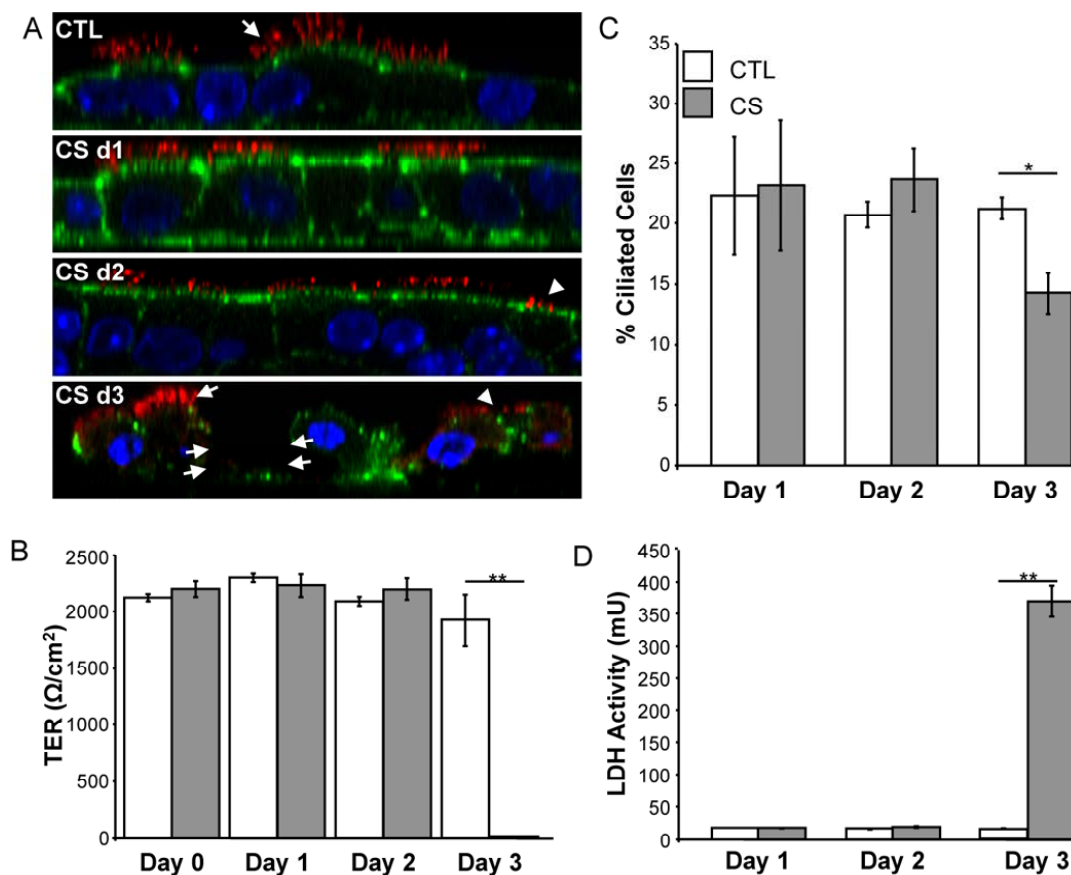 A
CTL
CS d1
CS d2
CS d3
B
TER (Ω/cm²)
2500
2000
1500
1000
500
0
**
Day 0 Day 1 Day 2 Day 3
C
% Ciliated Cells
35
30
25
20
15
10
5
0
CTL
CS
*
Day 1 Day 2 Day 3
D
LDH Activity (mU)
450
400
350
300
250
200
150
100
50
0
**
Day 1 Day 2 Day 3